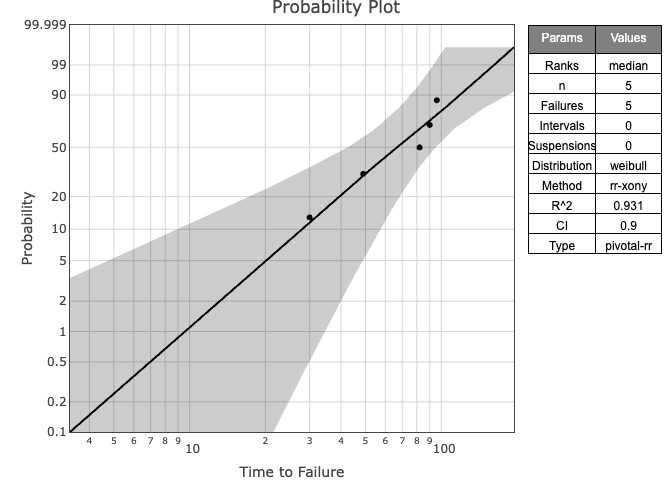 Probability Plot
99.999
99
90
50
20
10
5
2
1
0.5
0.2
0.1
Probability
4 5 6 7 8 9 10 2 3 4 5 6 7 8 9 100
Time to Failure
Params Values
Ranks median
n 5
Failures 5
Intervals 0
Suspensions 0
Distribution weibull
Method rr-xony
R^2 0.931
CI 0.9
Type pivotal-rr